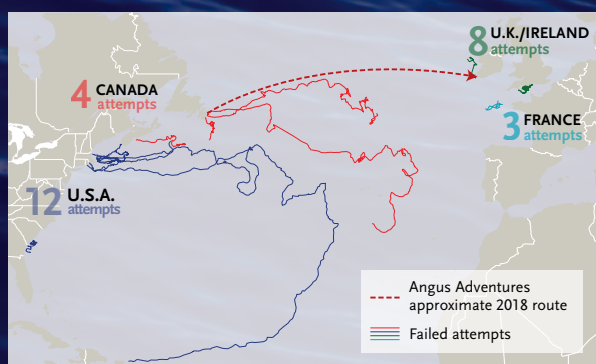 8 U.K./IRELAND
attempts
4 CANADA
attempts
3 FRANCE
attempts
12 U.S.A.
attempts
Angus Adventures
approximate 2018 route
Failed attempts